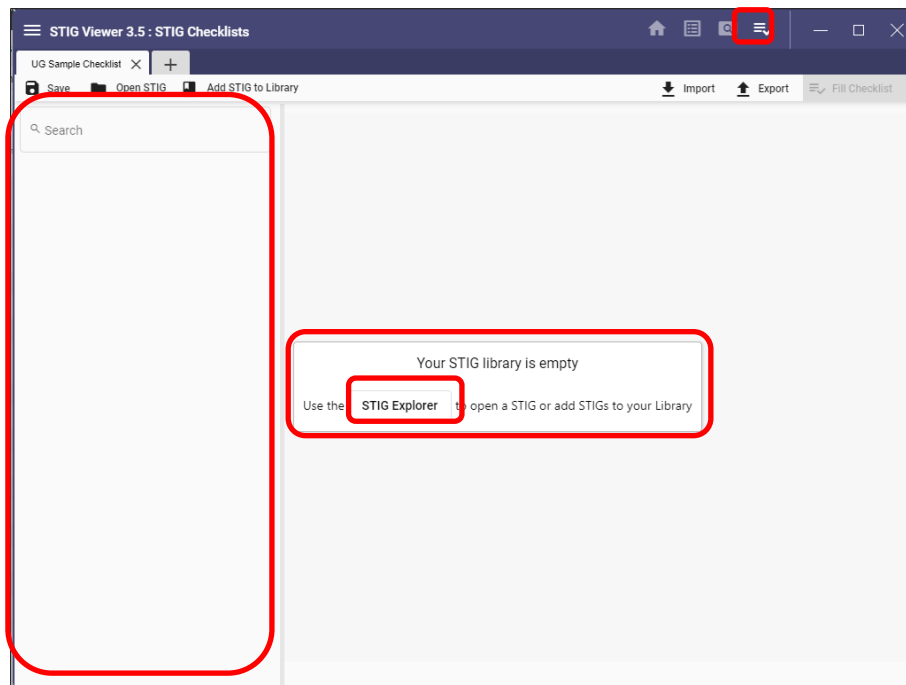 STIG Viewer 3.5 : STIG Checklists
UG Sample Checklist
Save Open STIG Add STIG to Library Import Export Fill Checklist
Search
Your STIG library is empty
Use the STIG Explorer to open a STIG or add STIGs to your Library